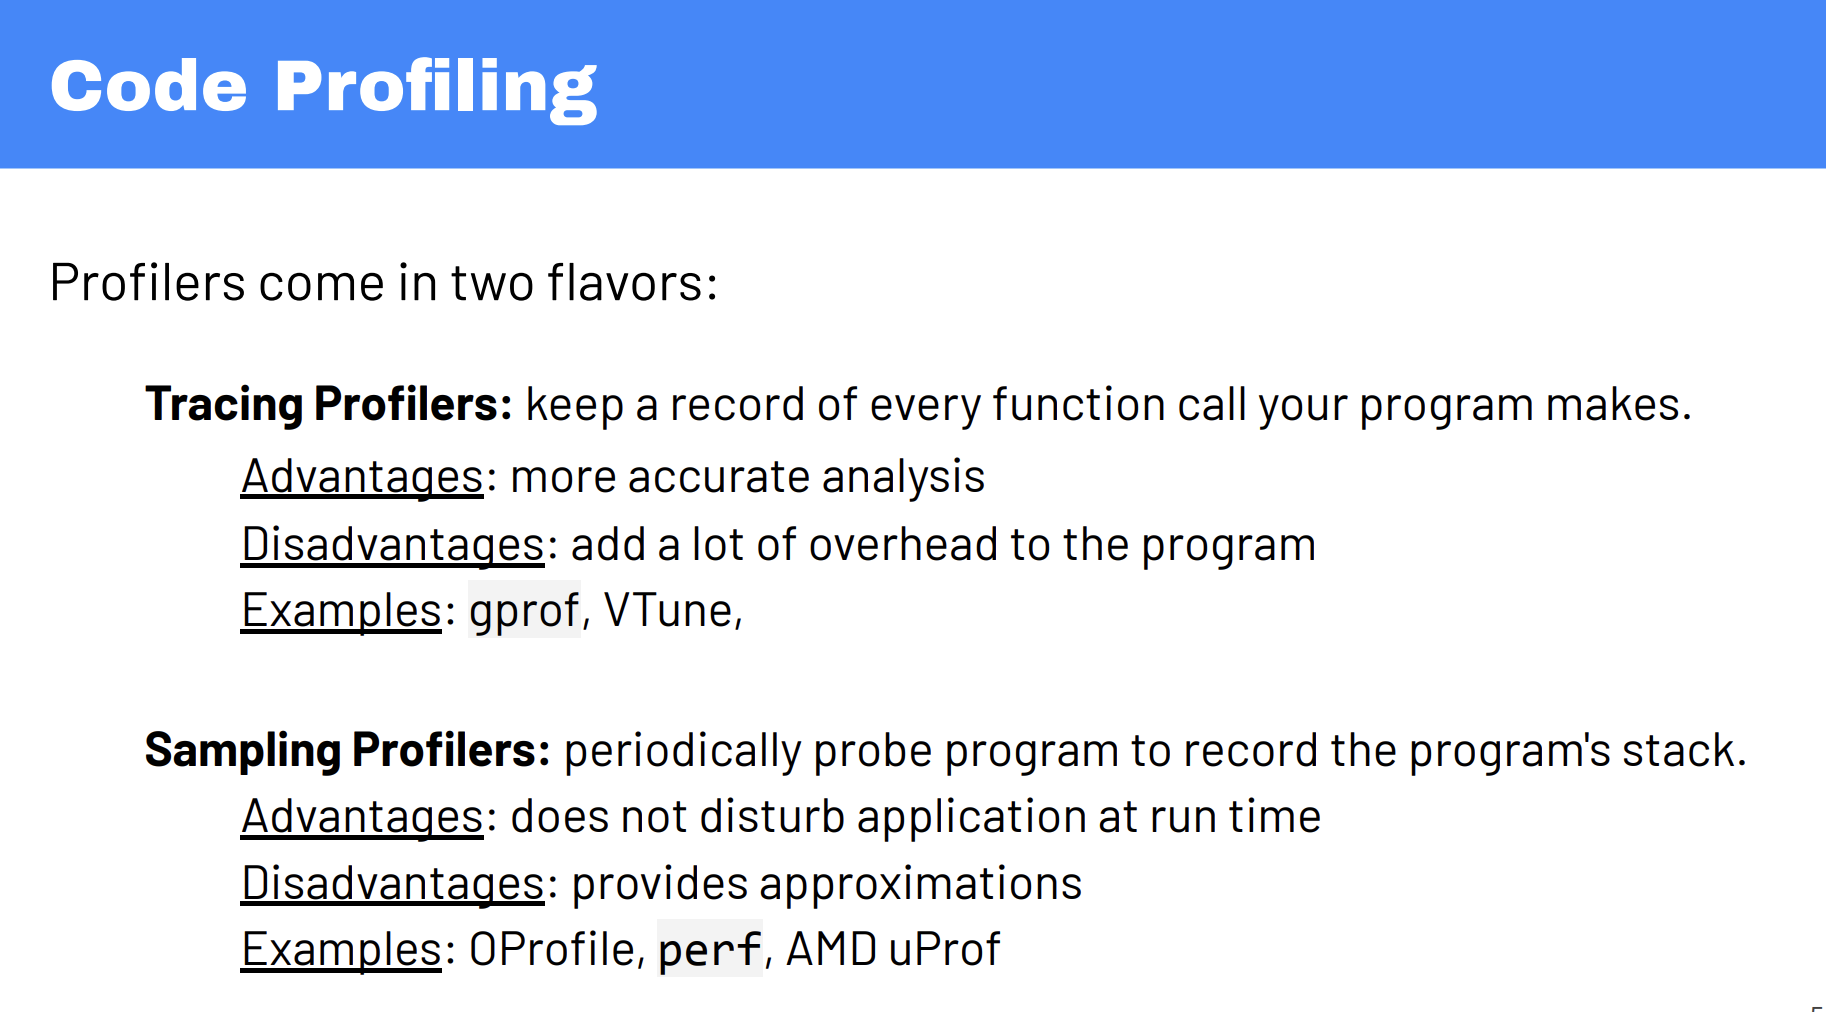 Code Profiling
Profilers come in two flavors:
Tracing Profilers: keep a record of every function call your program makes.
Advantages: more accurate analysis
Disadvantages: add a lot of overhead to the program
Examples: gprof, VTune,
Sampling Profilers: periodically probe program to record the program's stack.
Advantages: does not disturb application at run time
Disadvantages: provides approximations
Examples: OProfile, perf, AMD uProf